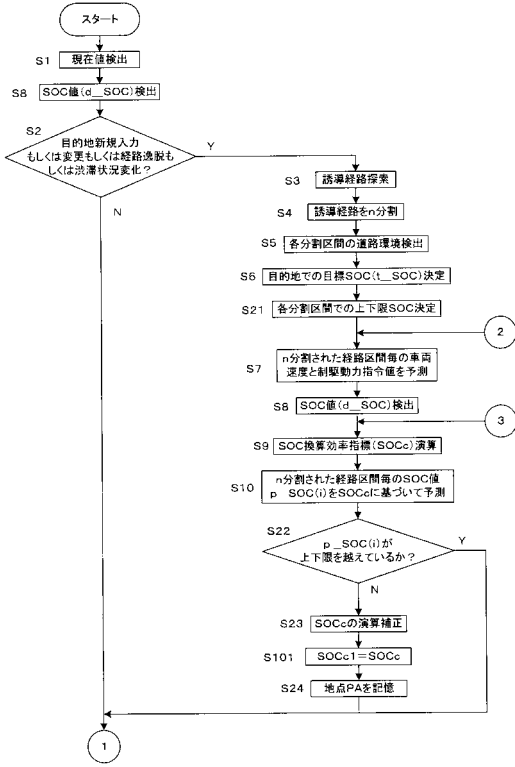 スタート
S1
現在値検出
S8
SOC値(d__SOC)検出
S2
目的地新規入力
もしくは変更もしくは経路逸脱も
しくは渋滞状況変化?
Y
N
S3
誘導経路探索
S4
誘導経路をn分割
S5
各分割区間の道路環境検出
S6
目的地での目標SOC(t__SOC)決定
S21
各分割区間での上下限SOC決定
2
S7
n分割された経路区間毎の車両
速度と制駆動力指令値を予測
S8
SOC値(d__SOC)検出
3
S9
SOC換算効率指標(SOCc)演算
S10
n分割された経路区間毎のSOC値
p__SOC(i)をSOCcに基づいて予測
S22
p__SOC(i)が
上下限を越えているか?
Y
N
S23
SOCcの演算補正
S101
SOCc1=SOCc
S24
地点PAを記憶
1